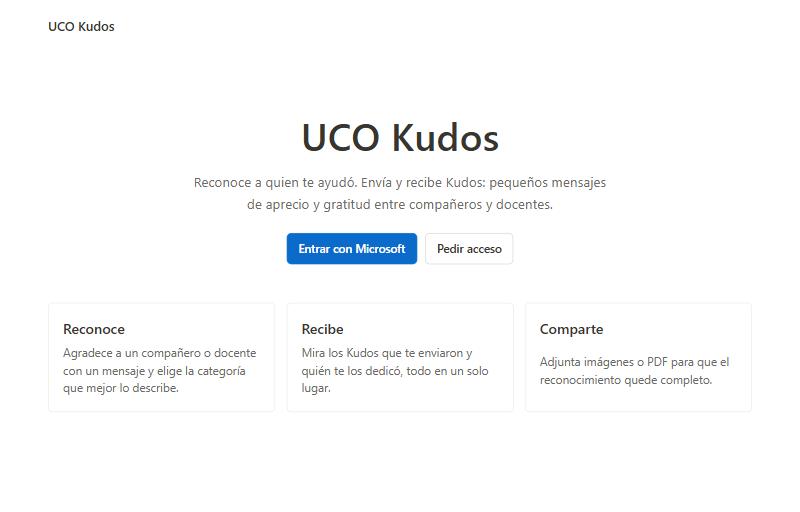 UCO Kudos
UCO Kudos
Reconoce a quien te ayudó. Envía y recibe Kudos: pequeños mensajes
de aprecio y gratitud entre compañeros y docentes.
Entrar con Microsoft
Pedir acceso
Reconoce
Agradece a un compañero o docente
con un mensaje y elige la categoría
que mejor lo describe.
Recibe
Mira los Kudos que te enviaron y
quién te los dedicó, todo en un solo
lugar.
Comparte
Adjunta imágenes o PDF para que el
reconocimiento quede completo.